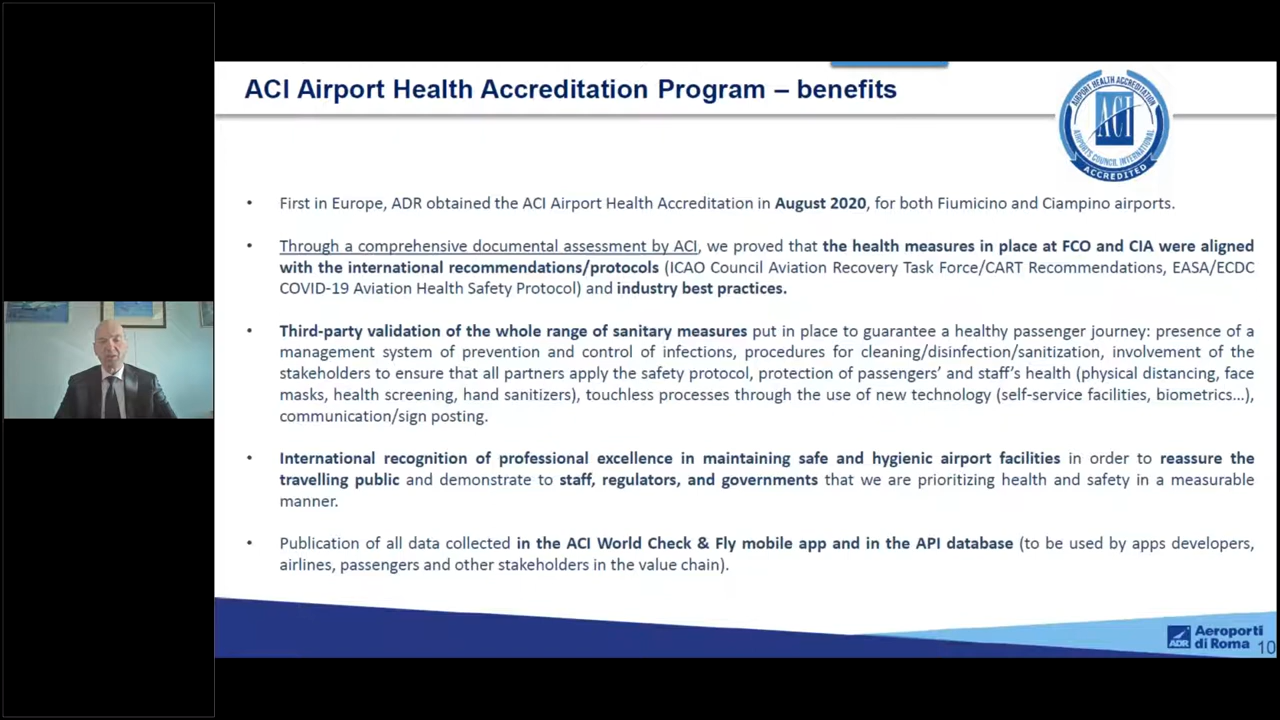 ACI Airport Health Accreditation Program – benefits
AIRPORT HEALTH ACCREDITATION
ACI
AIRPORTS COUNCIL INTERNATIONAL
ACCREDITED
• First in Europe, ADR obtained the ACI Airport Health Accreditation in August 2020, for both Fiumicino and Ciampino airports.
• Through a comprehensive documental assessment by ACI, we proved that the health measures in place at FCO and CIA were aligned
with the international recommendations/protocols (ICAO Council Aviation Recovery Task Force/CART Recommendations, EASA/ECDC
COVID-19 Aviation Health Safety Protocol) and industry best practices.
• Third-party validation of the whole range of sanitary measures put in place to guarantee a healthy passenger journey: presence of a
management system of prevention and control of infections, procedures for cleaning/disinfection/sanitization, involvement of the
stakeholders to ensure that all partners apply the safety protocol, protection of passengers’ and staff’s health (physical distancing, face
masks, health screening, hand sanitizers), touchless processes through the use of new technology (self-service facilities, biometrics…),
communication/sign posting.
• International recognition of professional excellence in maintaining safe and hygienic airport facilities in order to reassure the
travelling public and demonstrate to staff, regulators, and governments that we are prioritizing health and safety in a measurable
manner.
• Publication of all data collected in the ACI World Check & Fly mobile app and in the API database (to be used by apps developers,
airlines, passengers and other stakeholders in the value chain).
ADR
Aeroporti
di Roma
10